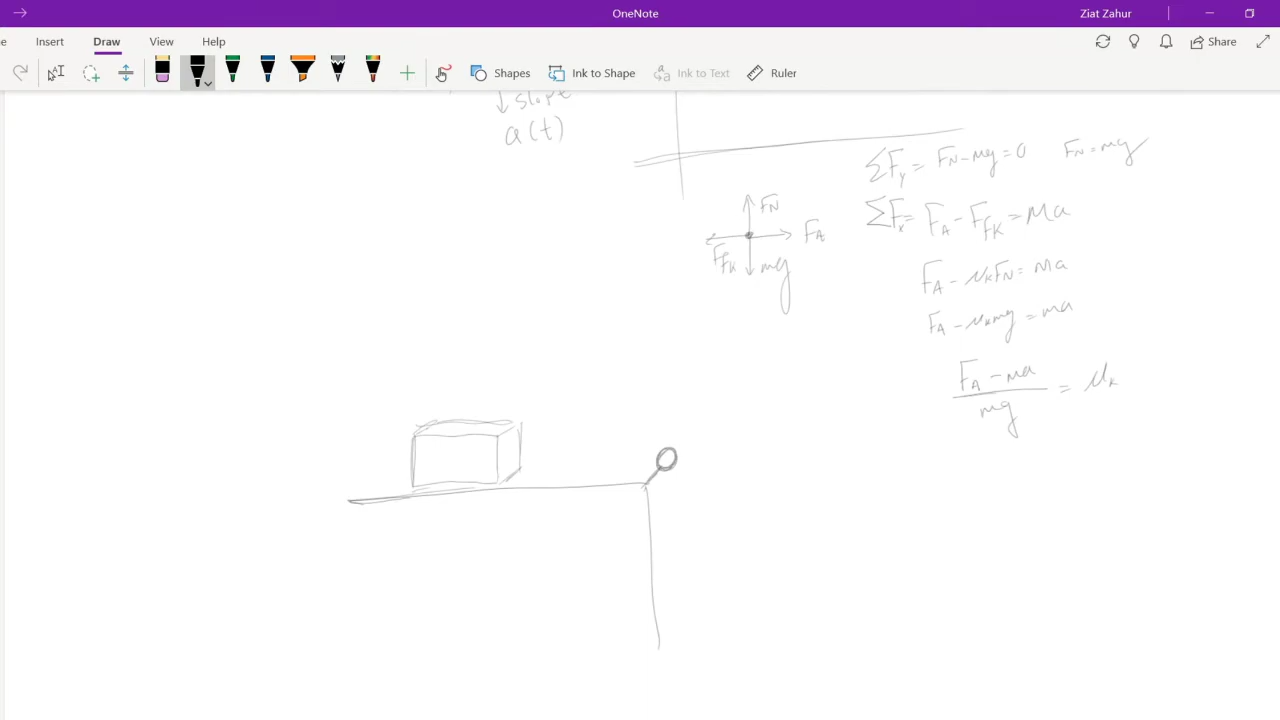 OneNote
Ziat Zahur
Insert Draw View Help
Share
Shapes Ink to Shape Ink to Text Ruler
↓ slope
a(t)
ΣFy = FN - mg = 0 FN = mg
ΣFx = FA - FfK = Ma
FA - μKFN = Ma
FA - μKmg = ma
FA - ma / mg = μK
FN
FA
FfK
mg